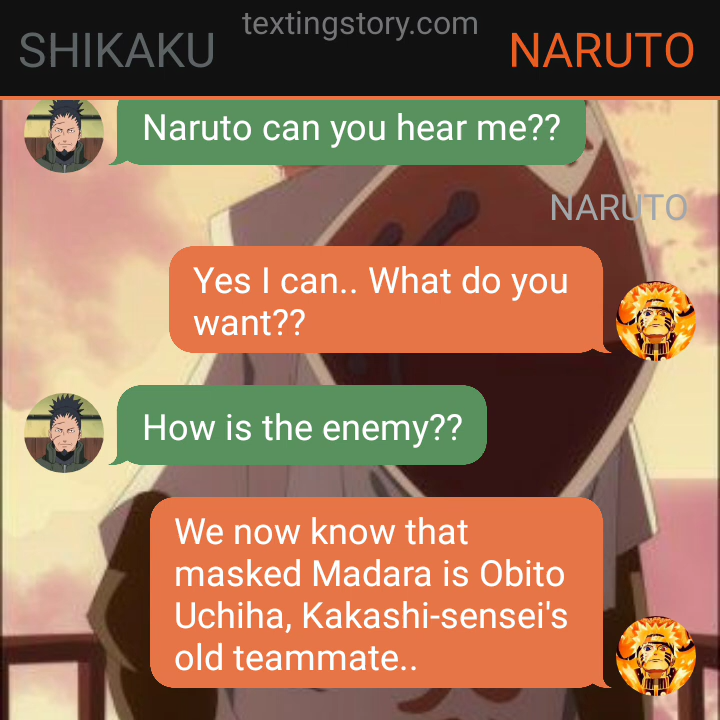 textingstory.com
SHIKAKU
NARUTO
Naruto can you hear me??
NARUTO
Yes I can.. What do you
want??
How is the enemy??
We now know that
masked Madara is Obito
Uchiha, Kakashi-sensei's
old teammate..